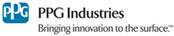 PPG PPG Industries
Bringing innovation to the surface.™